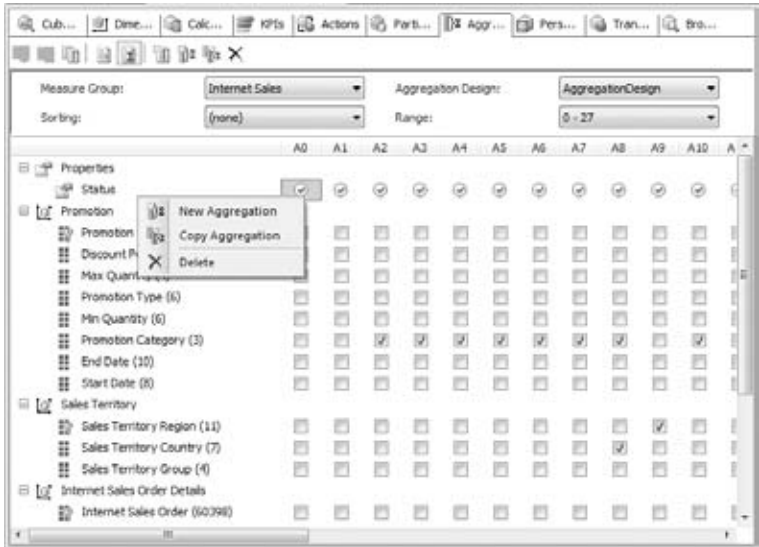 Cub... Dime... Calc... KPIs Actions Parti... Aggr... Pers... Tran... Bro...
Measure Group: Internet Sales Aggregation Design: AggregationDesign
Sorting: (none) Range: 0 - 27
A0 A1 A2 A3 A4 A5 A6 A7 A8 A9 A10 A
Properties
Status
Promotion
New Aggregation
Promotion
Copy Aggregation
Discount P
Delete
Max Quant
Promotion Type (6)
Min Quantity (6)
Promotion Category (3)
End Date (10)
Start Date (8)
Sales Territory
Sales Territory Region (11)
Sales Territory Country (7)
Sales Territory Group (4)
Internet Sales Order Details
Internet Sales Order (60398)